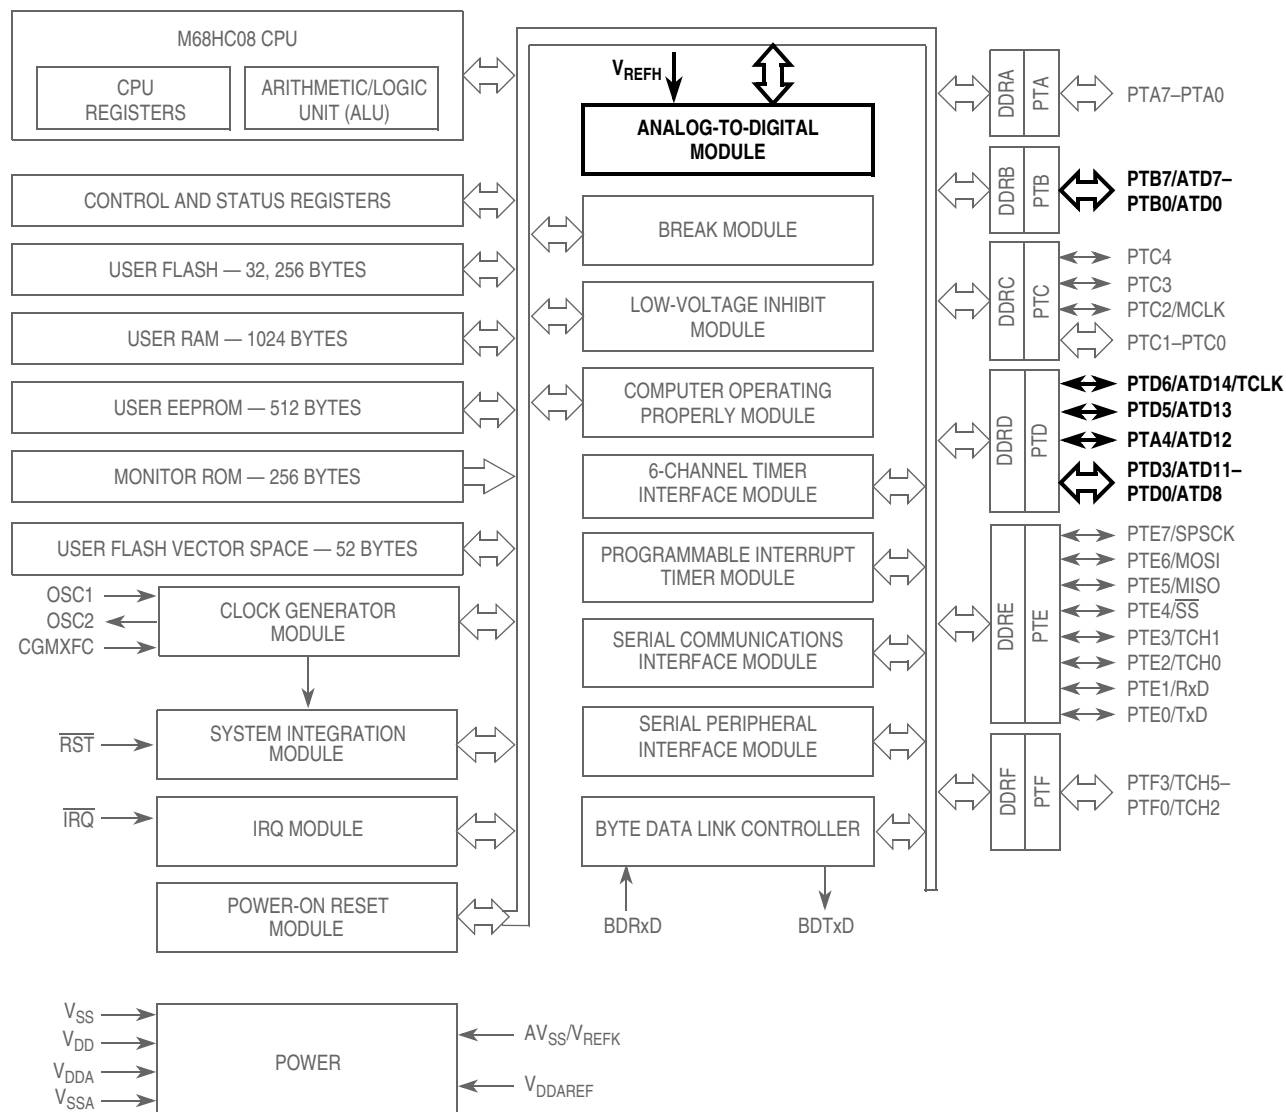 M68HC08 CPU
CPU
REGISTERS
ARITHMETIC/LOGIC
UNIT (ALU)
CONTROL AND STATUS REGISTERS
USER FLASH — 32, 256 BYTES
USER RAM — 1024 BYTES
USER EEPROM — 512 BYTES
MONITOR ROM — 256 BYTES
USER FLASH VECTOR SPACE — 52 BYTES
OSC1
OSC2
CGMXFC
CLOCK GENERATOR
MODULE
RST
SYSTEM INTEGRATION
MODULE
IRQ
IRQ MODULE
POWER-ON RESET
MODULE
VSS
VDD
VDDA
VSSA
POWER
AVSS/VREFK
VDDAREF
VREFH
ANALOG-TO-DIGITAL
MODULE
BREAK MODULE
LOW-VOLTAGE INHIBIT
MODULE
COMPUTER OPERATING
PROPERLY MODULE
6-CHANNEL TIMER
INTERFACE MODULE
PROGRAMMABLE INTERRUPT
TIMER MODULE
SERIAL COMMUNICATIONS
INTERFACE MODULE
SERIAL PERIPHERAL
INTERFACE MODULE
BYTE DATA LINK CONTROLLER
BDRxD
BDTxD
DDRA
PTA
PTA7–PTA0
DDRB
PTB
PTB7/ATD7–
PTB0/ATD0
DDRC
PTC
PTC4
PTC3
PTC2/MCLK
PTC1–PTC0
DDRD
PTD
PTD6/ATD14/TCLK
PTD5/ATD13
PTA4/ATD12
PTD3/ATD11–
PTD0/ATD8
DDRE
PTE
PTE7/SPSCK
PTE6/MOSI
PTE5/MISO
PTE4/SS
PTE3/TCH1
PTE2/TCH0
PTE1/RxD
PTE0/TxD
DDRF
PTF
PTF3/TCH5–
PTF0/TCH2